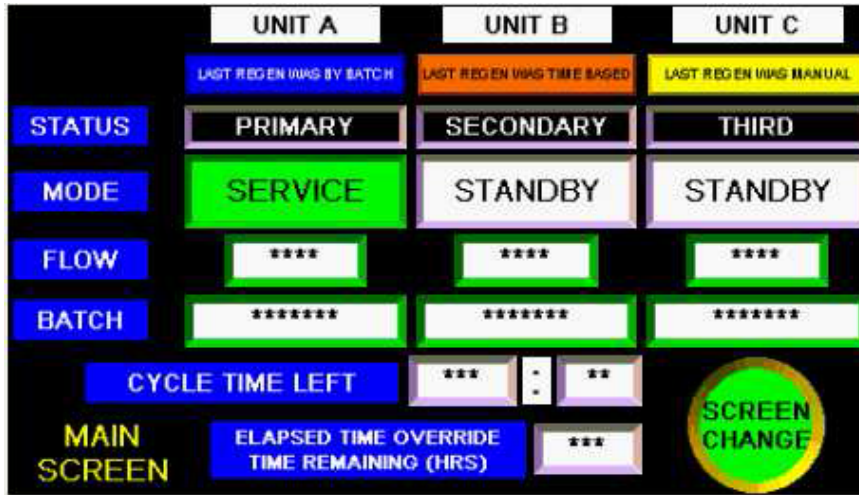 UNIT A UNIT B UNIT C
LAST REGEN WAS BY BATCH LAST REGEN WAS TIME BASED LAST REGEN WAS MANUAL
STATUS PRIMARY SECONDARY THIRD
MODE SERVICE STANDBY STANDBY
FLOW **** **** ****
BATCH ******* ******* *******
CYCLE TIME LEFT *** : **
MAIN
SCREEN
ELAPSED TIME OVERRIDE
TIME REMAINING (HRS) ***
SCREEN
CHANGE